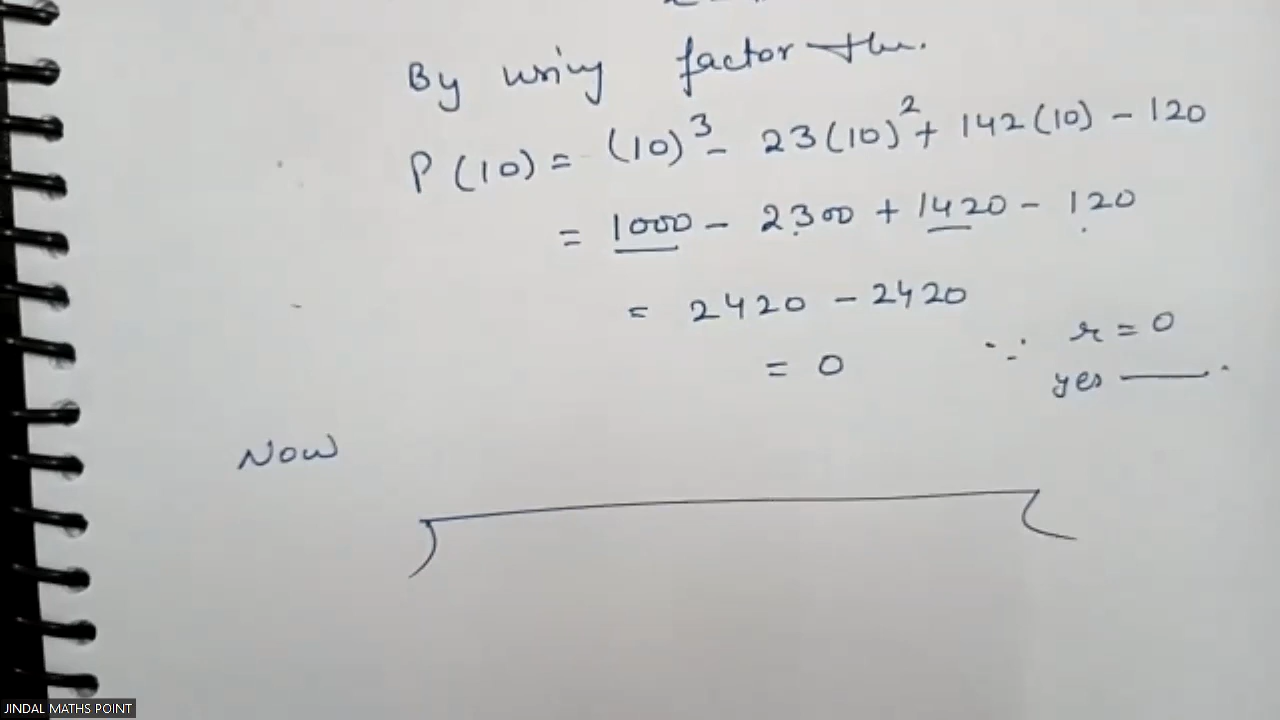 By using factor thm.
P(10) = (10)³ - 23(10)² + 142(10) - 120
= 1000 - 2300 + 1420 - 120
= 2420 - 2420
= 0 ∵ r = 0
yes
Now
JINDAL MATHS POINT